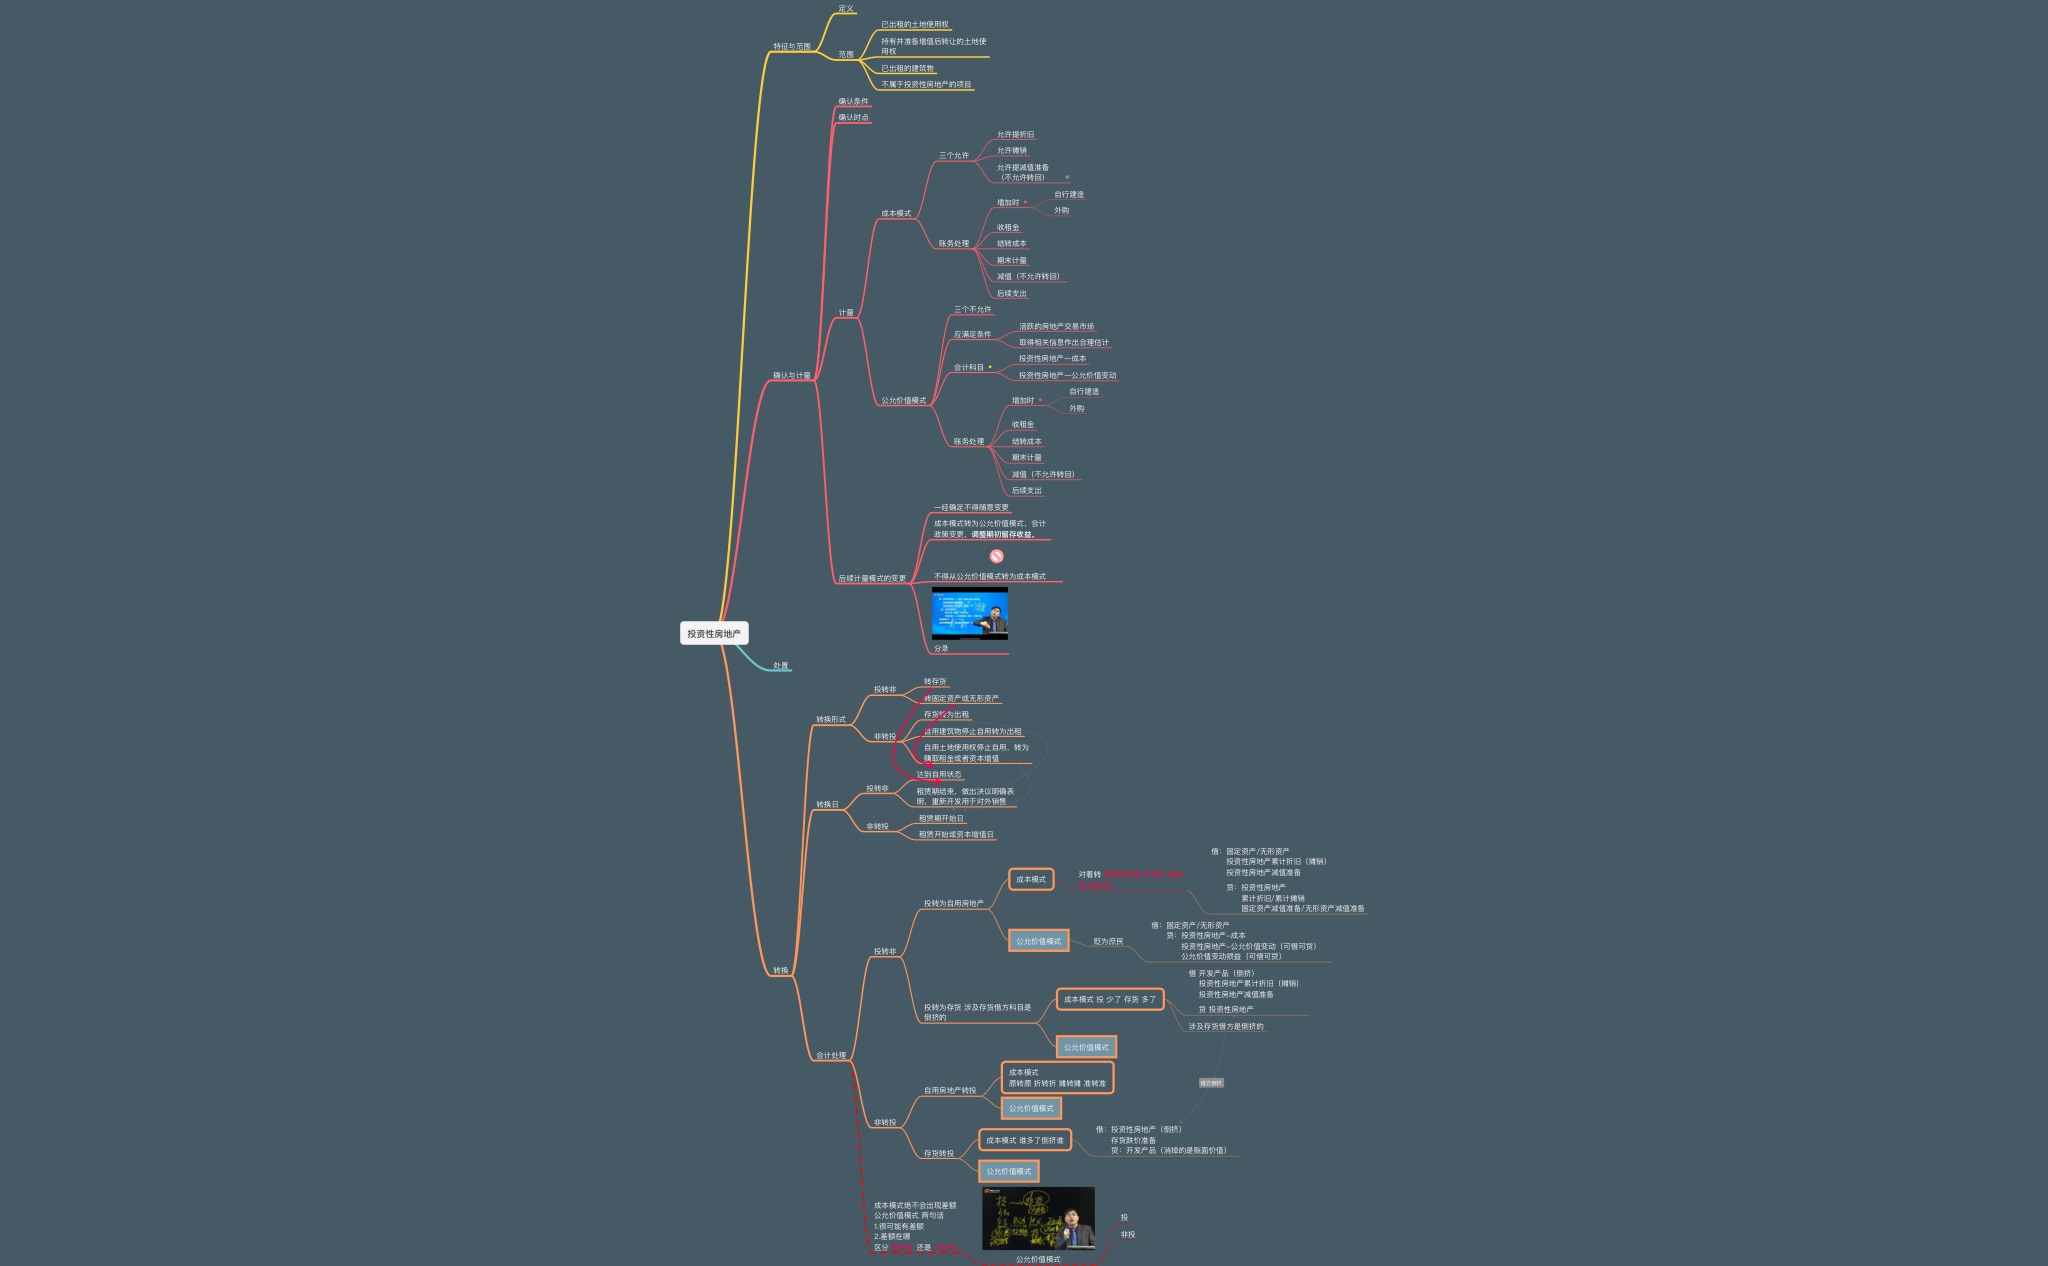 定义
特征与范围
已出租的土地使用权
持有并准备增值后转让的土地使
用权
范围
已出租的建筑物
不属于投资性房地产的项目
确认条件
确认时点
允许提折旧
三个允许
允许摊销
允许提减值准备
（不允许转回）
成本模式
自行建造
增加时
外购
收租金
账务处理
结转成本
期末计量
减值（不允许转回）
后续支出
计量
三个不允许
活跃的房地产交易市场
应满足条件
取得相关信息作出合理估计
投资性房地产—成本
会计科目
投资性房地产—公允价值变动
确认与计量
公允价值模式
自行建造
增加时
外购
收租金
账务处理
结转成本
期末计量
减值（不允许转回）
后续支出
一经确定不得随意变更
成本模式转为公允价值模式，会计
政策变更，调整期初留存收益。
后续计量模式的变更
不得从公允价值模式转为成本模式
分录
投资性房地产
处置
转存货
投转非
转固定资产或无形资产
转换形式
存货转为出租
非转投
自用建筑物停止自用转为出租
自用土地使用权停止自用，转为
赚取租金或者资本增值
达到自用状态
投转非
租赁期结束，做出决议明确表
明，重新开发用于对外销售
转换日
租赁期开始日
非转投
租赁开始或资本增值日
转换
会计处理
投转非
投转为自用房地产
成本模式
对着转
借：固定资产/无形资产
投资性房地产累计折旧（摊销）
投资性房地产减值准备
贷：投资性房地产
累计折旧/累计摊销
固定资产减值准备/无形资产减值准备
公允价值模式
贬为庶民
借：固定资产/无形资产
贷：投资性房地产-成本
投资性房地产-公允价值变动（可借可贷）
公允价值变动损益（可借可贷）
投转为存货 涉及存货借方科目是
倒挤的
成本模式 投 少了 存货 多了
借 开发产品（倒挤）
投资性房地产累计折旧（摊销）
投资性房地产减值准备
贷 投资性房地产
涉及存货借方是倒挤的
公允价值模式
借方倒挤
非转投
自用房地产转投
成本模式
原转原 折转折 摊转摊 准转准
公允价值模式
存货转投
成本模式 谁多了倒挤谁
借：投资性房地产（倒挤）
存货跌价准备
贷：开发产品（消掉的是账面价值）
公允价值模式
成本模式绝不会出现差额
公允价值模式 两句话
1.很可能有差额
2.差额在哪
区分 还是
公允价值模式
投
非投